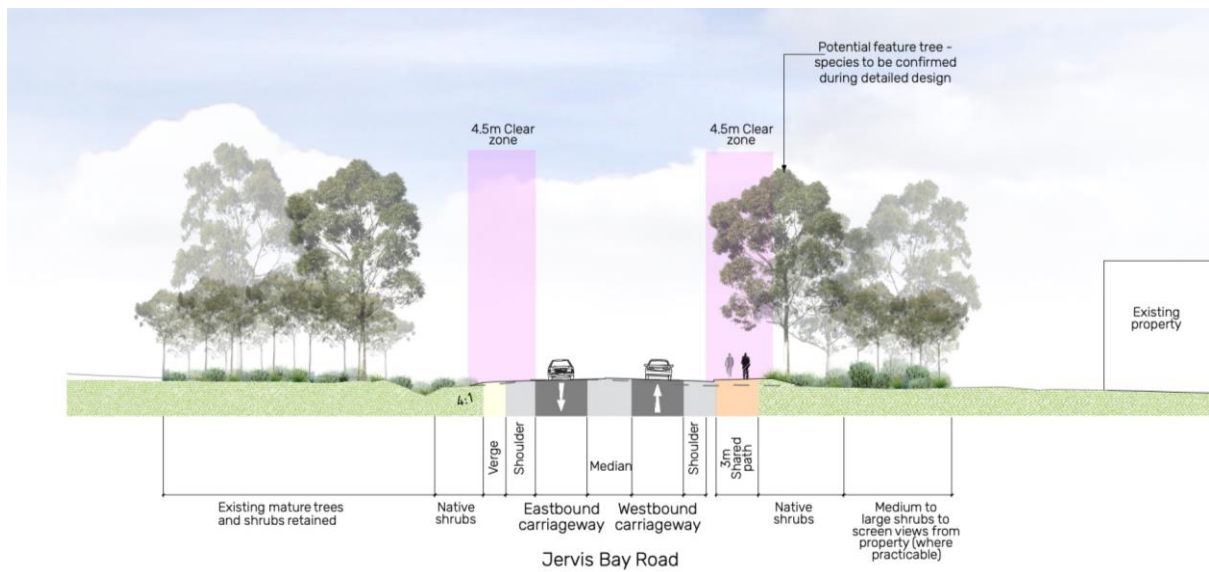 Potential feature tree -
species to be confirmed
during detailed design
4.5m Clear
zone
4.5m Clear
zone
Existing
property
4:1
Verge
Shoulder
Median
Shoulder
3m
Shared
path
Existing mature trees
and shrubs retained
Native
shrubs
Eastbound
carriageway
Westbound
carriageway
Native
shrubs
Medium to
large shrubs to
screen views from
property (where
practicable)
Jervis Bay Road